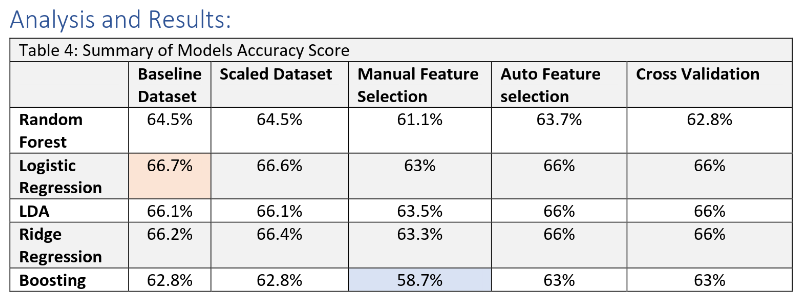 Analysis and Results:
Table 4: Summary of Models Accuracy Score
Baseline Dataset Scaled Dataset Manual Feature Selection Auto Feature selection Cross Validation
Random Forest 64.5% 64.5% 61.1% 63.7% 62.8%
Logistic Regression 66.7% 66.6% 63% 66% 66%
LDA 66.1% 66.1% 63.5% 66% 66%
Ridge Regression 66.2% 66.4% 63.3% 66% 66%
Boosting 62.8% 62.8% 58.7% 63% 63%